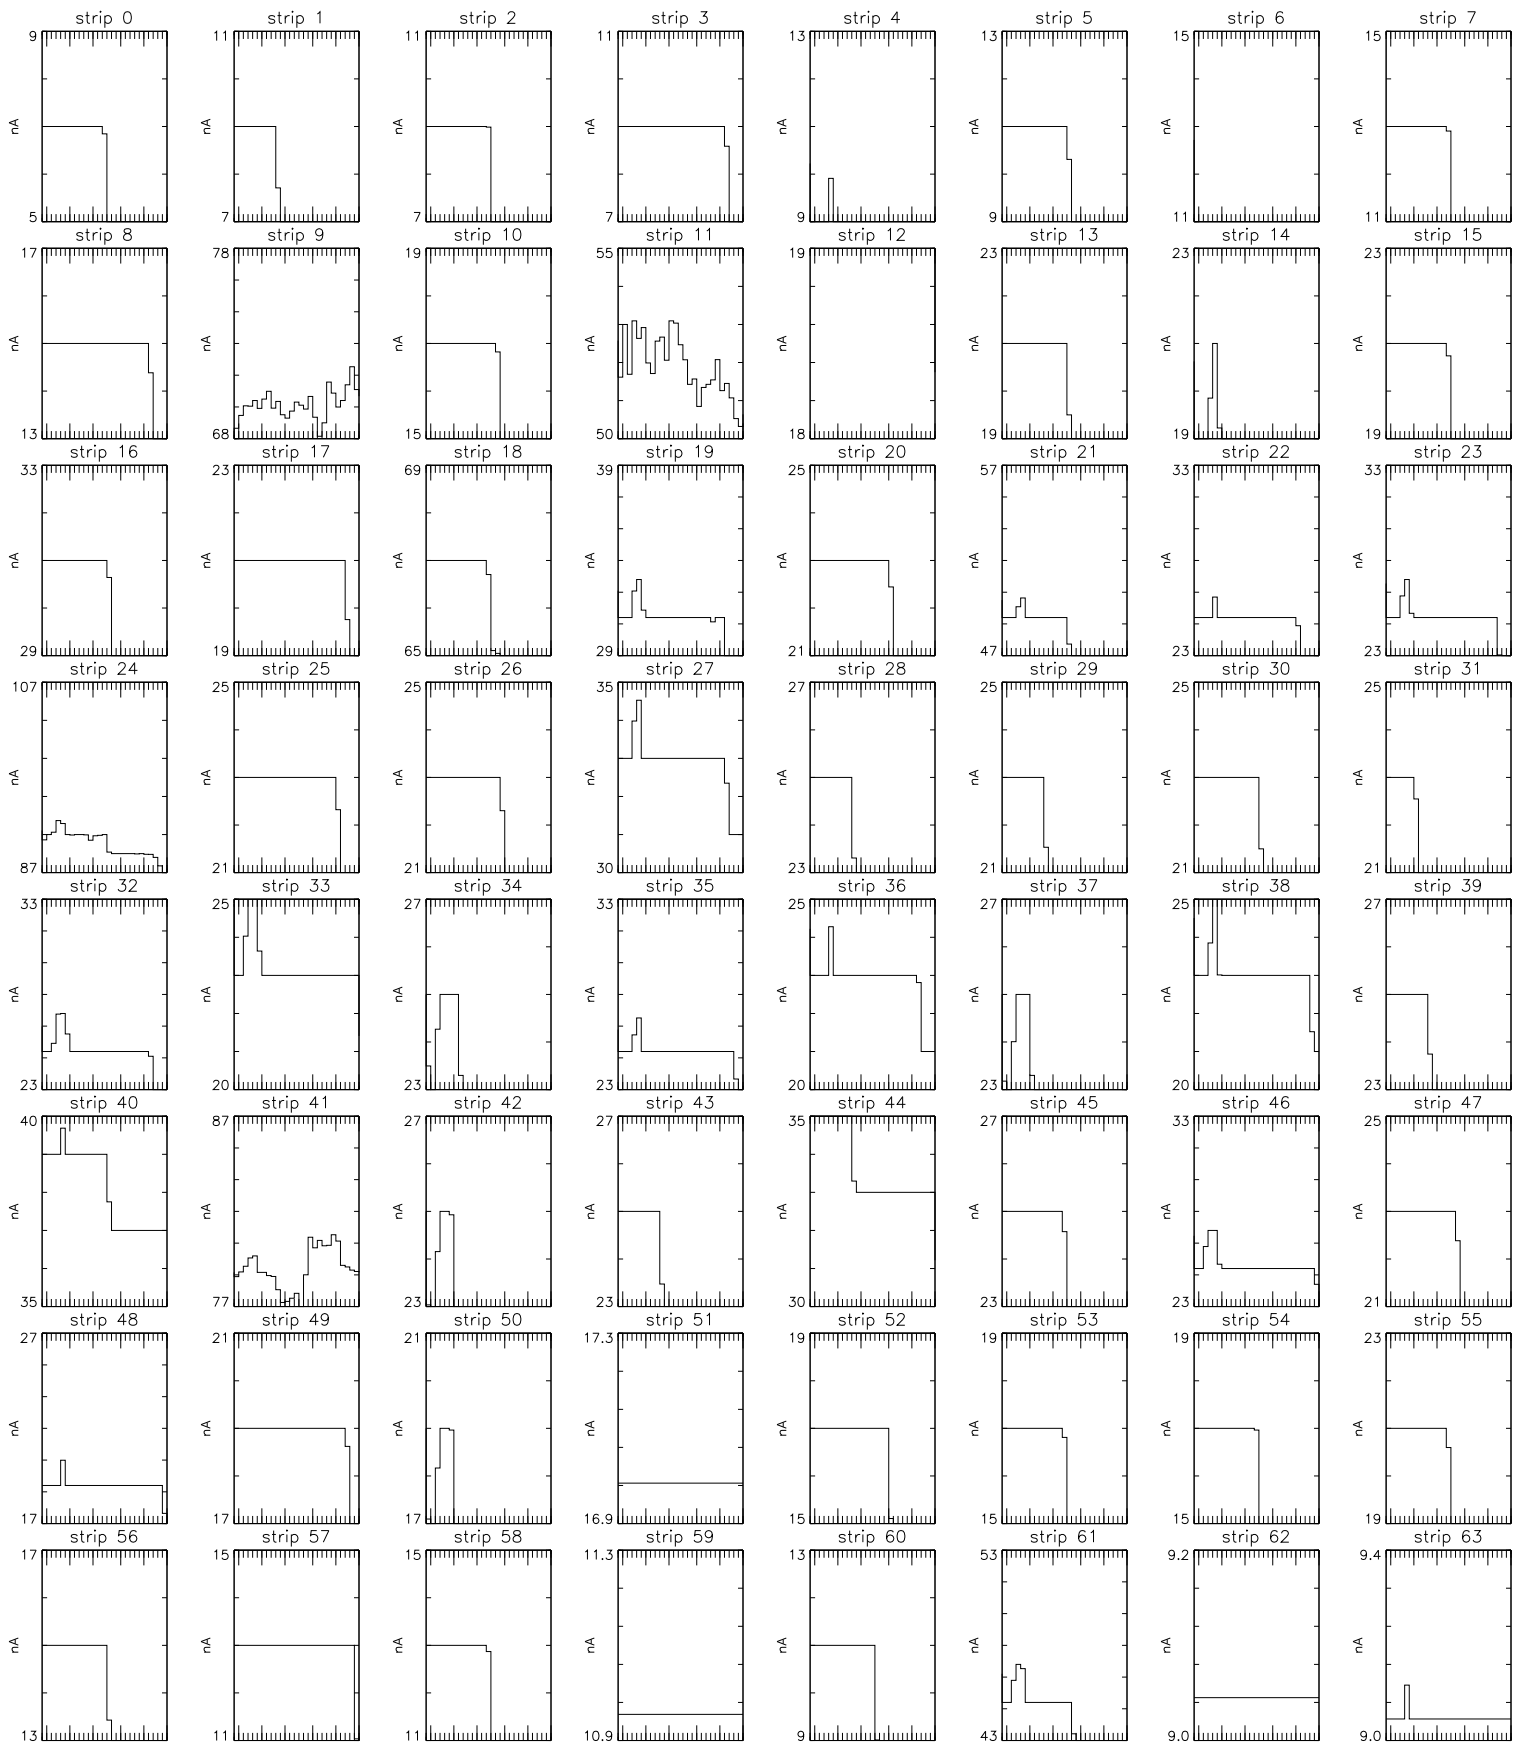 strip 0 strip 1 strip 2 strip 3 strip 4 strip 5 strip 6 strip 7
9 11 11 11 13 13 15 15
nA nA nA nA nA nA nA nA
5 7 7 7 9 9 11 11
strip 8 strip 9 strip 10 strip 11 strip 12 strip 13 strip 14 strip 15
17 78 19 55 19 23 23 23
nA nA nA nA nA nA nA nA
13 68 15 50 18 19 19 19
strip 16 strip 17 strip 18 strip 19 strip 20 strip 21 strip 22 strip 23
33 23 69 39 25 57 33 33
nA nA nA nA nA nA nA nA
29 19 65 29 21 47 23 23
strip 24 strip 25 strip 26 strip 27 strip 28 strip 29 strip 30 strip 31
107 25 25 35 27 25 25 25
nA nA nA nA nA nA nA nA
87 21 21 30 23 21 21 21
strip 32 strip 33 strip 34 strip 35 strip 36 strip 37 strip 38 strip 39
33 25 27 33 25 27 25 27
nA nA nA nA nA nA nA nA
23 20 23 23 20 23 20 23
strip 40 strip 41 strip 42 strip 43 strip 44 strip 45 strip 46 strip 47
40 87 27 27 35 27 33 25
nA nA nA nA nA nA nA nA
35 77 23 23 30 23 23 21
strip 48 strip 49 strip 50 strip 51 strip 52 strip 53 strip 54 strip 55
27 21 21 17.3 19 19 19 23
nA nA nA nA nA nA nA nA
17 17 17 16.9 15 15 15 19
strip 56 strip 57 strip 58 strip 59 strip 60 strip 61 strip 62 strip 63
17 15 15 11.3 13 53 9.2 9.4
nA nA nA nA nA nA nA nA
13 11 11 10.9 9 43 9.0 9.0